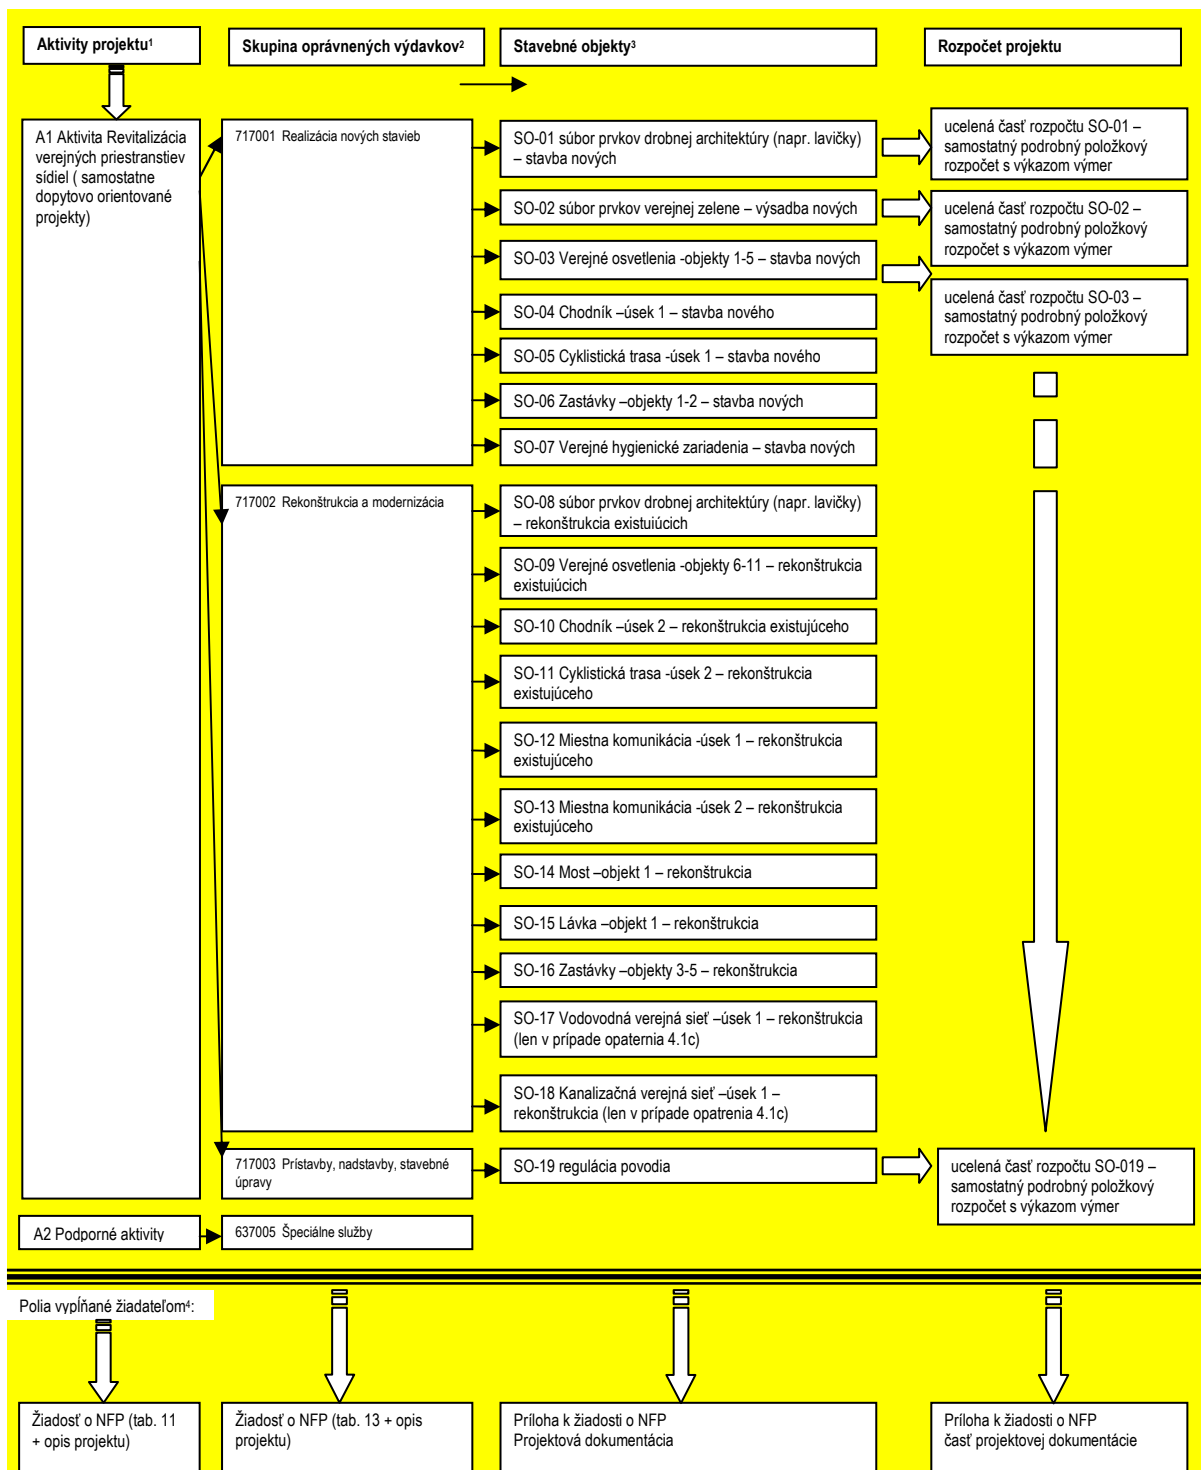 Aktivity projektu¹
Skupina oprávnených výdavkov²
Stavebné objekty³
Rozpočet projektu
A1 Aktivita Revitalizácia
verejných priestranstiev
sídiel ( samostatne
dopytovo orientované
projekty)
717001  Realizácia nových stavieb
SO-01 súbor prvkov drobnej architektúry (napr. lavičky)
– stavba nových
SO-02 súbor prvkov verejnej zelene – výsadba nových
SO-03 Verejné osvetlenia -objekty 1-5 – stavba nových
SO-04 Chodník –úsek 1 – stavba nového
SO-05 Cyklistická trasa -úsek 1 – stavba nového
SO-06 Zastávky –objekty 1-2 – stavba nových
SO-07 Verejné hygienické zariadenia – stavba nových
ucelená časť rozpočtu SO-01 –
samostatný podrobný položkový
rozpočet s výkazom výmer
ucelená časť rozpočtu SO-02 –
samostatný podrobný položkový
rozpočet s výkazom výmer
ucelená časť rozpočtu SO-03 –
samostatný podrobný položkový
rozpočet s výkazom výmer
717002  Rekonštrukcia a modernizácia
SO-08 súbor prvkov drobnej architektúry (napr. lavičky)
– rekonštrukcia existujúcich
SO-09 Verejné osvetlenia -objekty 6-11 – rekonštrukcia
existujúcich
SO-10 Chodník –úsek 2 – rekonštrukcia existujúceho
SO-11 Cyklistická trasa -úsek 2 – rekonštrukcia
existujúceho
SO-12 Miestna komunikácia -úsek 1 – rekonštrukcia
existujúceho
SO-13 Miestna komunikácia -úsek 2 – rekonštrukcia
existujúceho
SO-14 Most –objekt 1 – rekonštrukcia
SO-15 Lávka –objekt 1 – rekonštrukcia
SO-16 Zastávky –objekty 3-5 – rekonštrukcia
SO-17 Vodovodná verejná sieť –úsek 1 – rekonštrukcia
(len v prípade opaternia 4.1c)
SO-18 Kanalizačná verejná sieť –úsek 1 –
rekonštrukcia (len v prípade opatrenia 4.1c)
717003  Prístavby, nadstavby, stavebné
úpravy
SO-19 regulácia povodia
ucelená časť rozpočtu SO-019 –
samostatný podrobný položkový
rozpočet s výkazom výmer
A2 Podporné aktivity
637005  Špeciálne služby
Polia vypĺňané žiadateľom⁴:
Žiadosť o NFP (tab. 11
+ opis projektu)
Žiadosť o NFP (tab. 13 + opis
projektu)
Príloha k žiadosti o NFP
Projektová dokumentácia
Príloha k žiadosti o NFP
časť projektovej dokumentácie